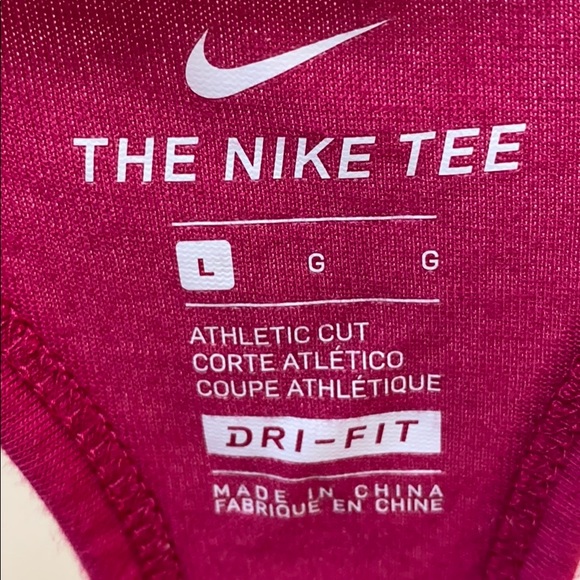 THE NIKE TEE
L G G
ATHLETIC CUT
CORTE ATLÉTICO
COUPE ATHLÉTIQUE
DRI-FIT
MADE IN CHINA
FABRIQUE EN CHINE